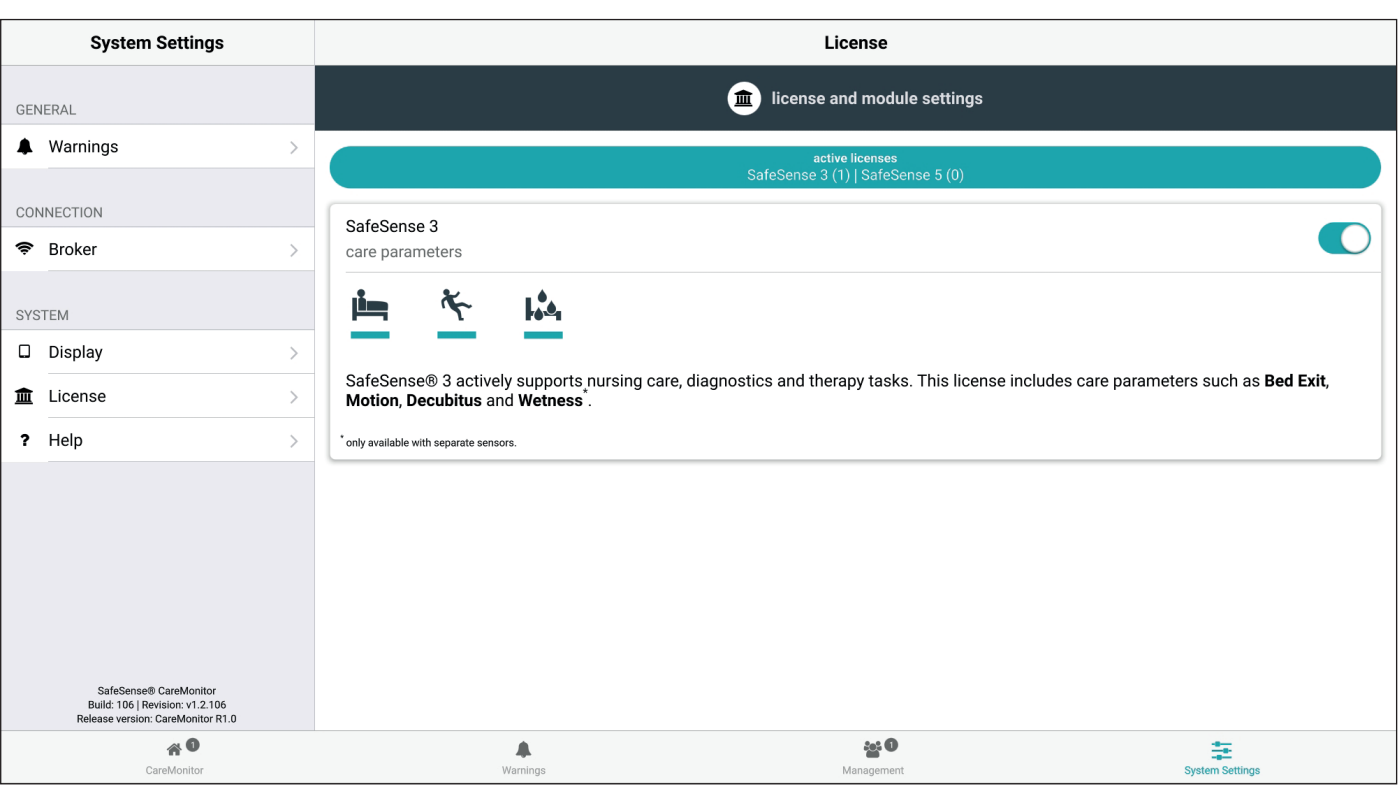 System Settings
License
GENERAL
Warnings
CONNECTION
Broker
SYSTEM
Display
License
? Help
SafeSense® CareMonitor
Build: 106 | Revision: v1.2.106
Release version: CareMonitor R1.0
license and module settings
active licenses
SafeSense 3 (1) | SafeSense 5 (0)
SafeSense 3
care parameters
SafeSense® 3 actively supports nursing care, diagnostics and therapy tasks. This license includes care parameters such as Bed Exit,
Motion, Decubitus and Wetness*.
* only available with separate sensors.
1
CareMonitor
Warnings
1
Management
System Settings